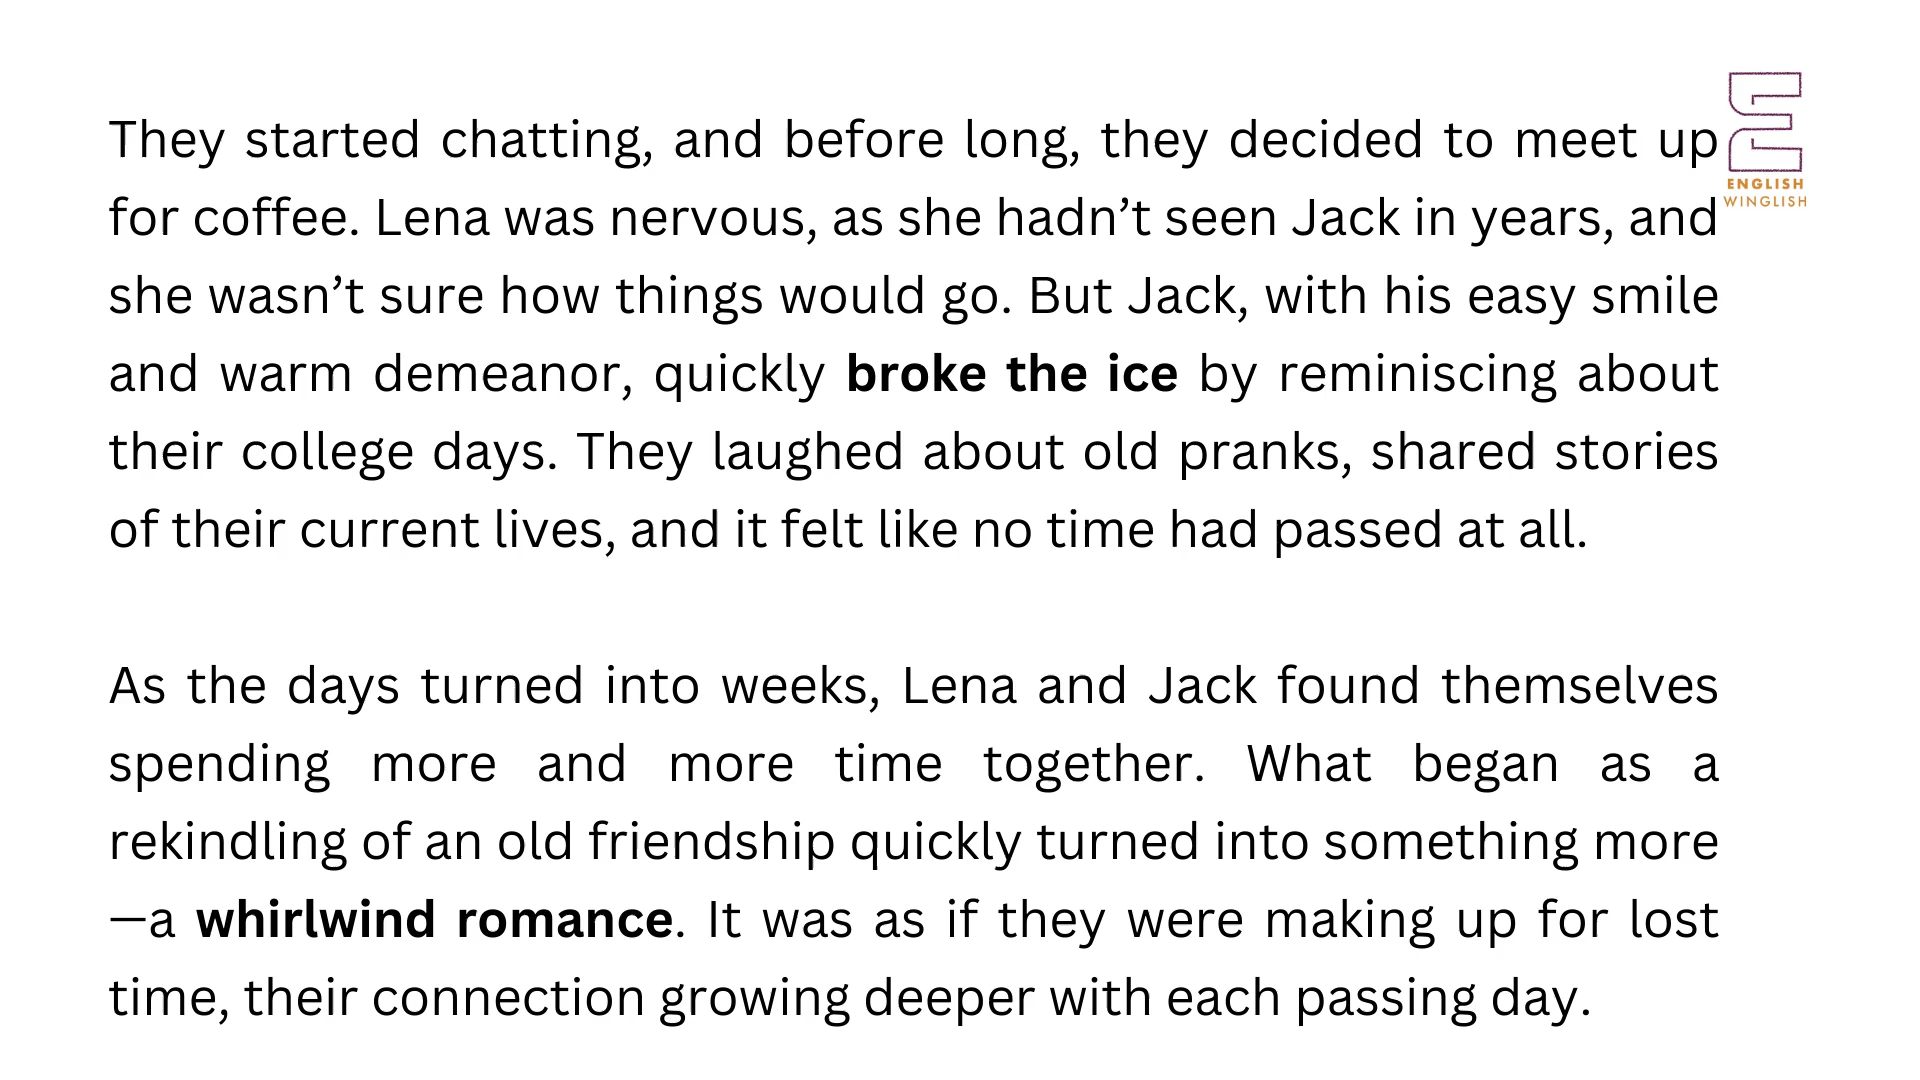 They started chatting, and before long, they decided to meet up
for coffee. Lena was nervous, as she hadn’t seen Jack in years, and
she wasn’t sure how things would go. But Jack, with his easy smile
and warm demeanor, quickly broke the ice by reminiscing about
their college days. They laughed about old pranks, shared stories
of their current lives, and it felt like no time had passed at all.
As the days turned into weeks, Lena and Jack found themselves
spending more and more time together. What began as a
rekindling of an old friendship quickly turned into something more
—a whirlwind romance. It was as if they were making up for lost
time, their connection growing deeper with each passing day.
ENGLISH
WINGLISH